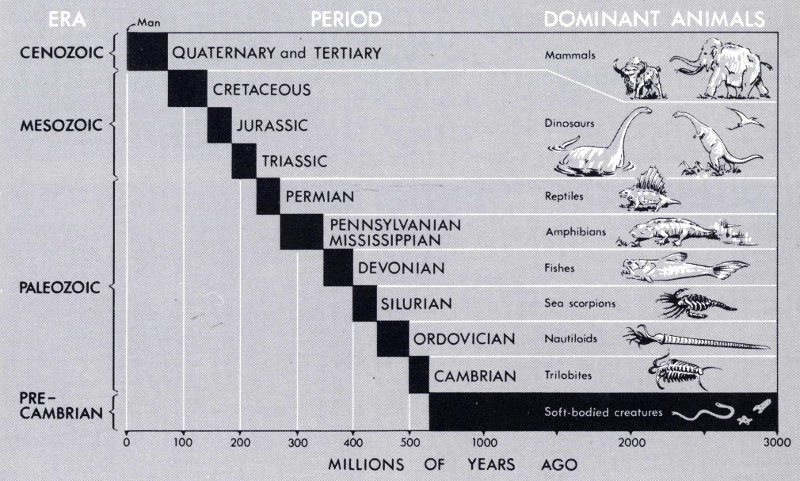 ERA PERIOD DOMINANT ANIMALS
Man
CENOZOIC QUATERNARY and TERTIARY Mammals
CRETACEOUS
MESOZOIC JURASSIC Dinosaurs
TRIASSIC
PERMIAN Reptiles
PENNSYLVANIAN
MISSISSIPPIAN Amphibians
DEVONIAN Fishes
PALEOZOIC
SILURIAN Sea scorpions
ORDOVICIAN Nautiloids
CAMBRIAN Trilobites
PRE-
CAMBRIAN Soft-bodied creatures
0 100 200 300 400 500 1000 2000 3000
MILLIONS OF YEARS AGO